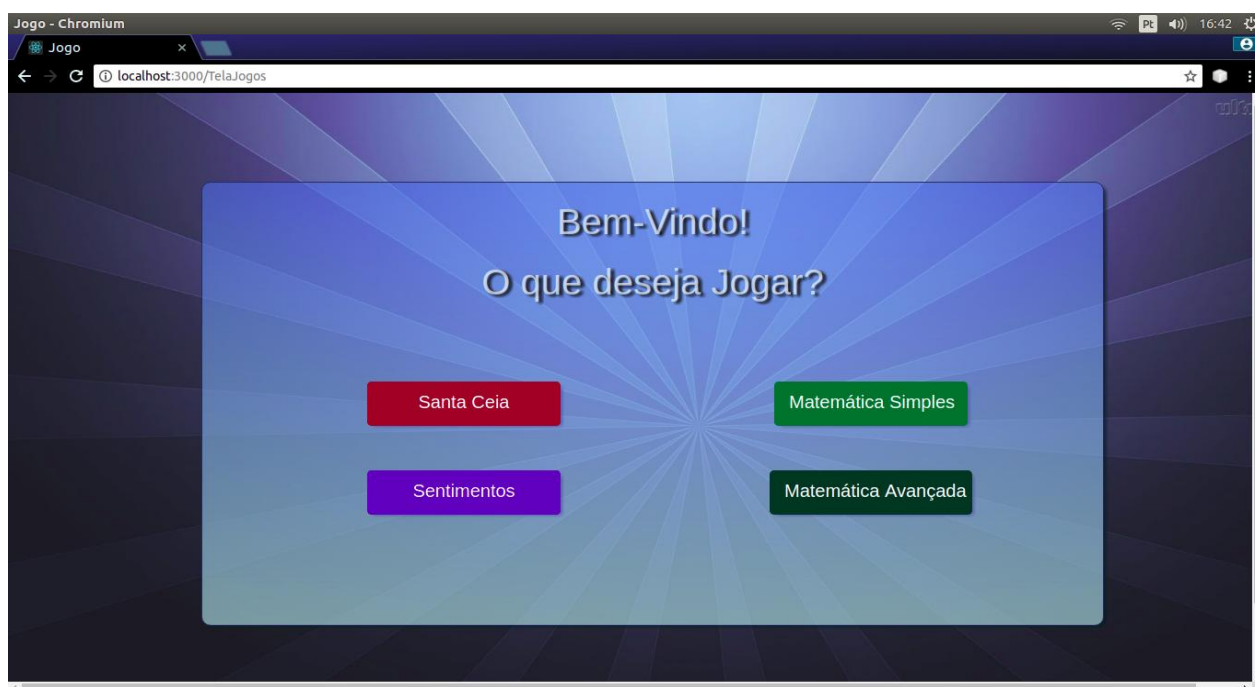 Jogo - Chromium
Pt 16:42
Jogo
localhost:3000/TelaJogos
Bem-Vindo!
O que deseja Jogar?
Santa Ceia
Matemática Simples
Sentimentos
Matemática Avançada